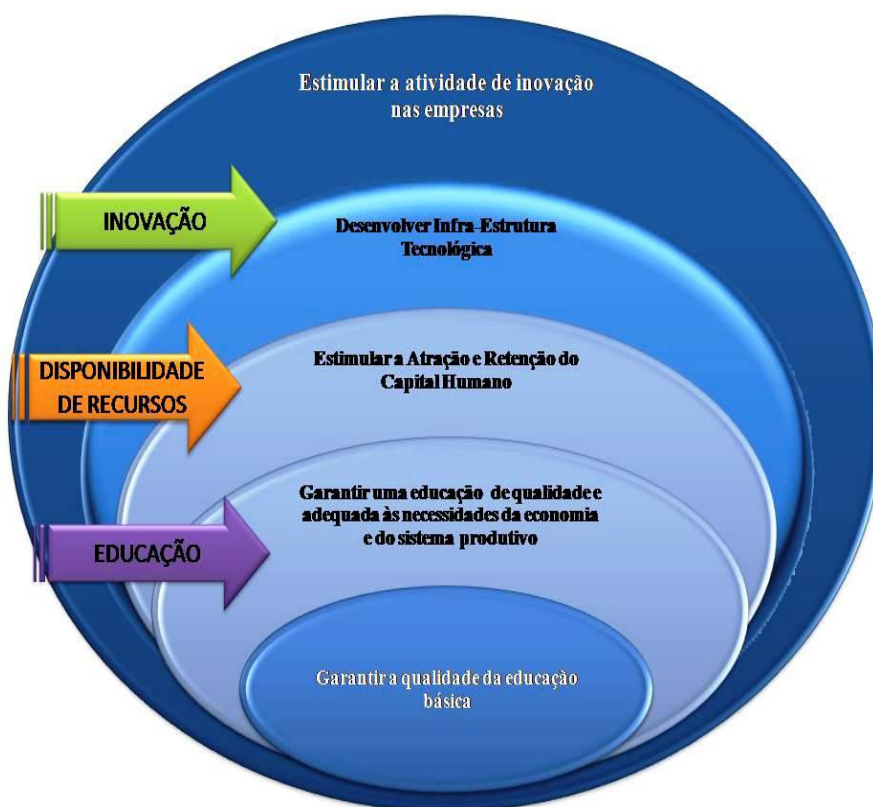 Estimular a atividade de inovação
nas empresas
INOVAÇÃO
Desenvolver Infra-Estrutura
Tecnológica
DISPONIBILIDADE
DE RECURSOS
Estimular a Atração e Retenção do
Capital Humano
Garantir uma educação de qualidade e
adequada às necessidades da economia
e do sistema produtivo
EDUCAÇÃO
Garantir a qualidade da educação
básica